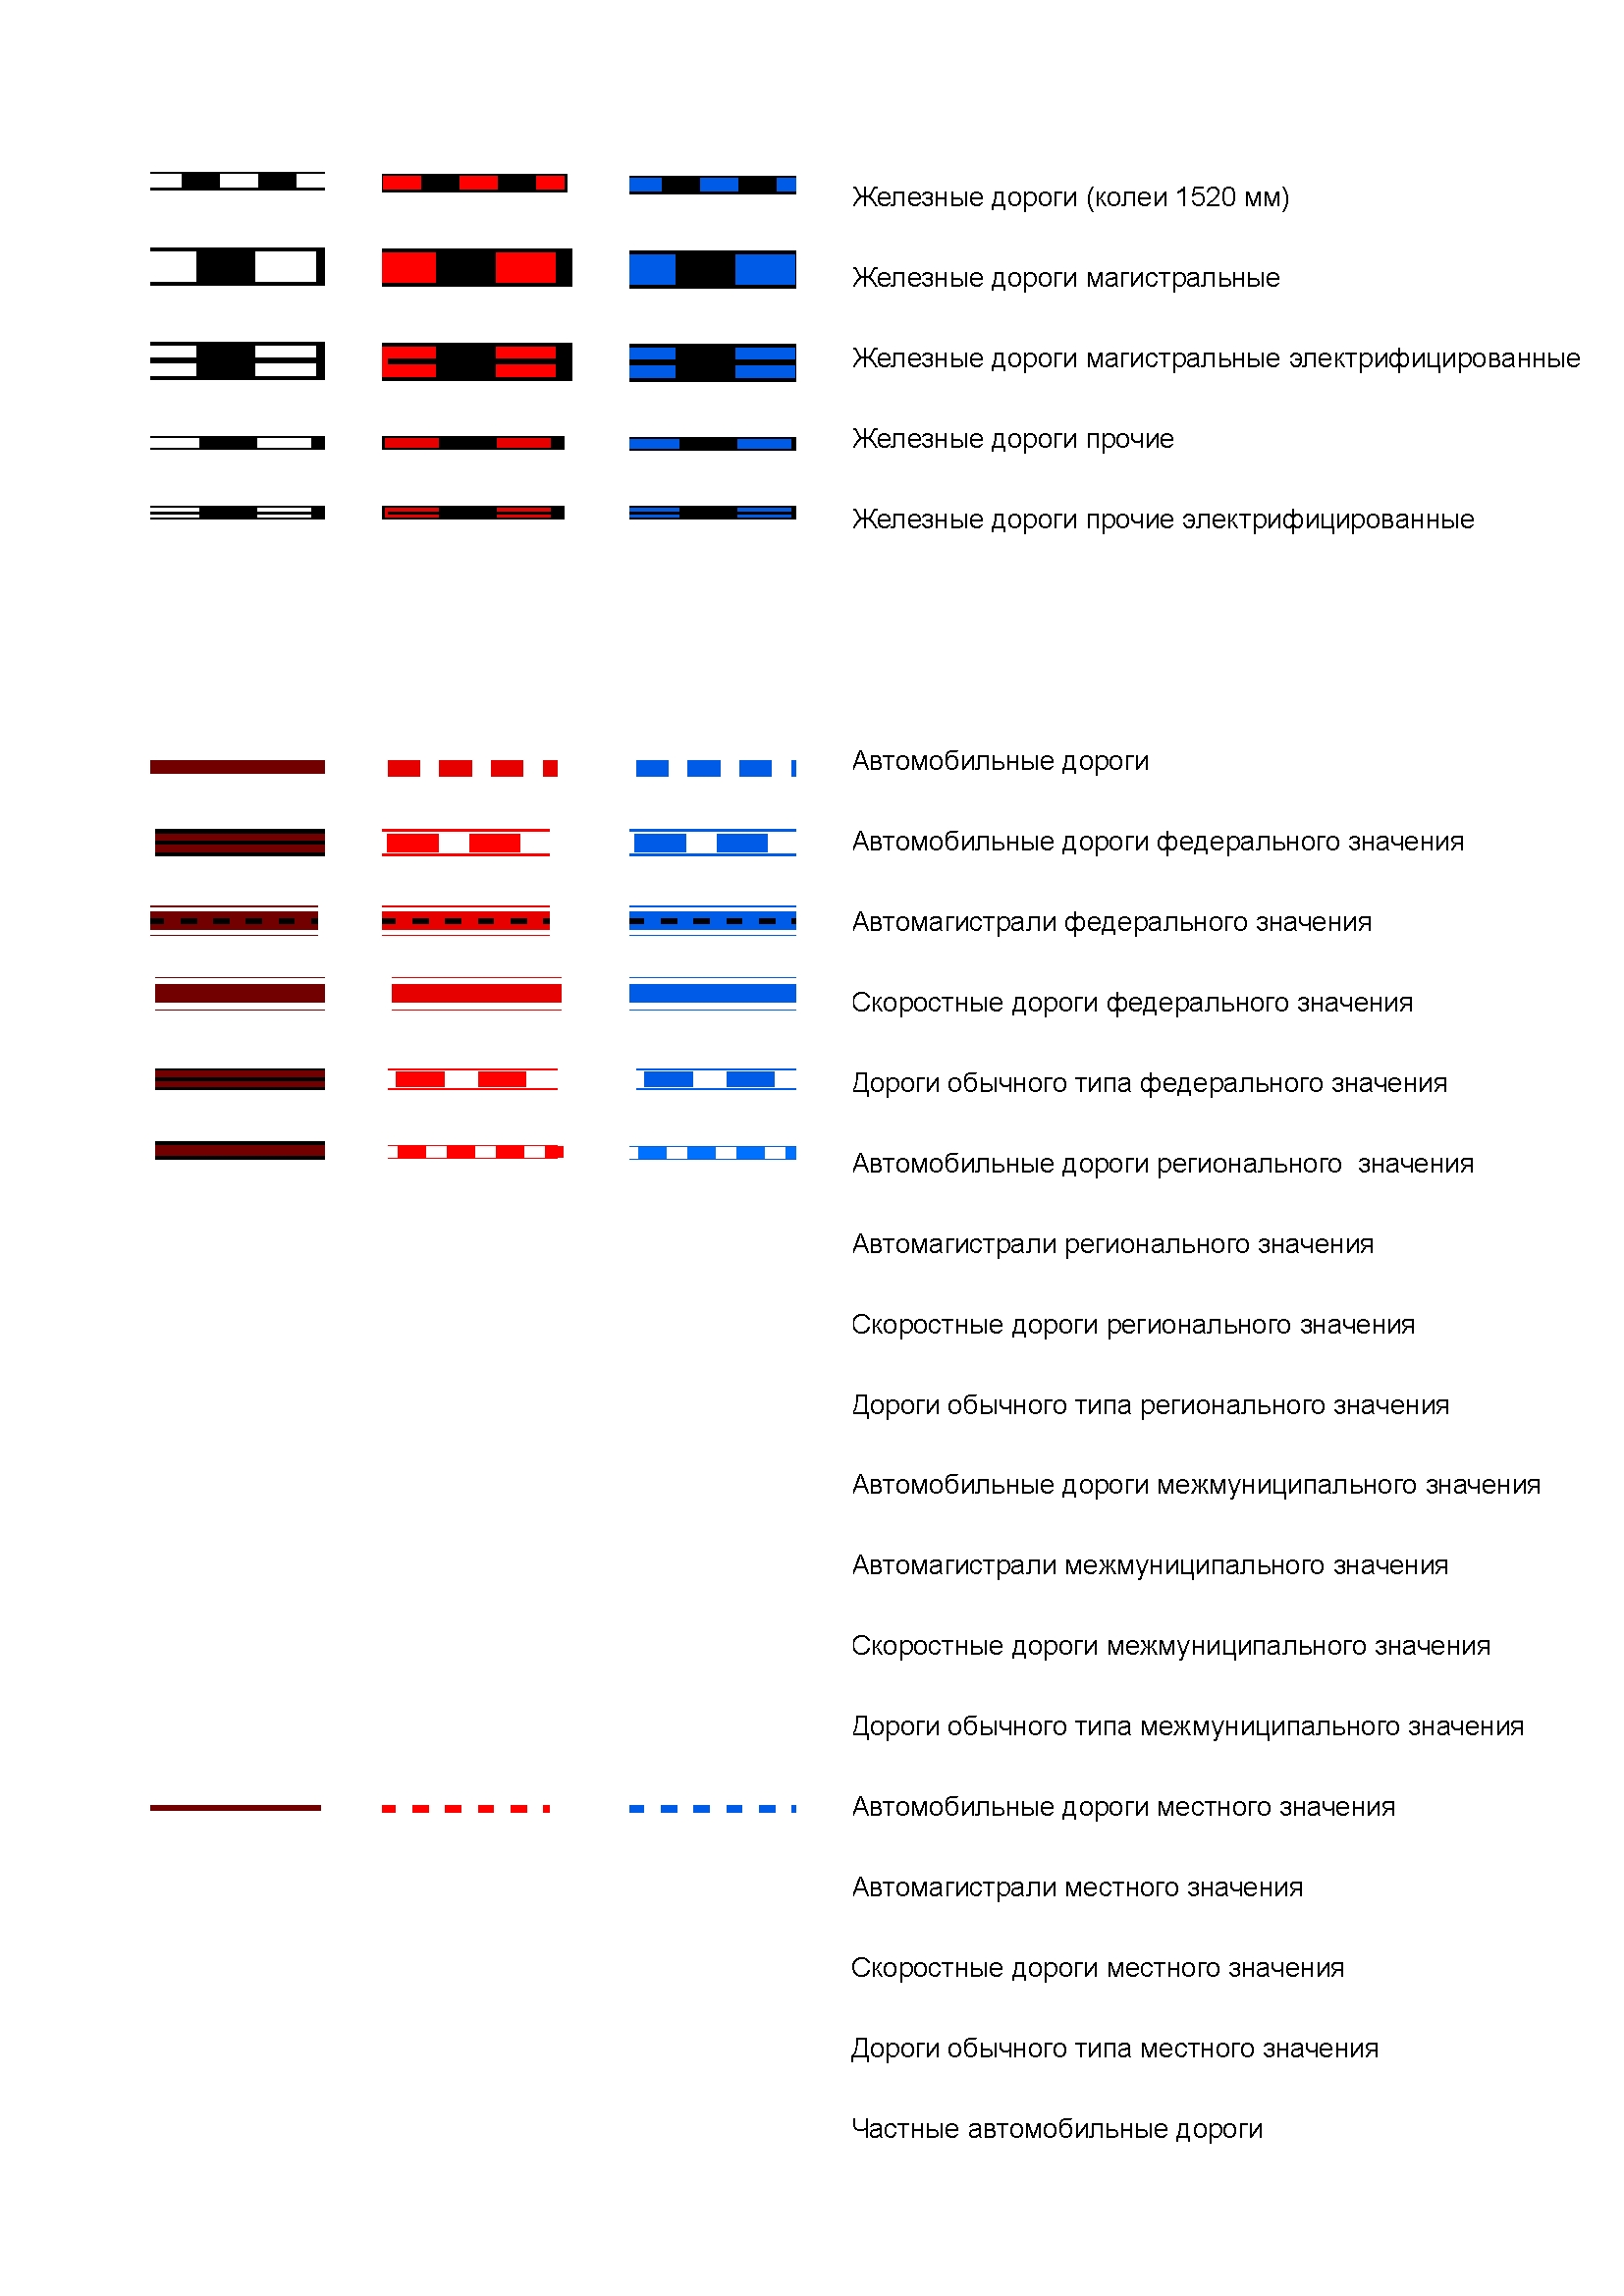 Железные дороги (колеи 1520 мм)
Железные дороги магистральные
Железные дороги магистральные электрифицированные
Железные дороги прочие
Железные дороги прочие электрифицированные
Автомобильные дороги
Автомобильные дороги федерального значения
Автомагистрали федерального значения
Скоростные дороги федерального значения
Дороги обычного типа федерального значения
Автомобильные дороги регионального  значения
Автомагистрали регионального значения
Скоростные дороги регионального значения
Дороги обычного типа регионального значения
Автомобильные дороги межмуниципального значения
Автомагистрали межмуниципального значения
Скоростные дороги межмуниципального значения
Дороги обычного типа межмуниципального значения
Автомобильные дороги местного значения
Автомагистрали местного значения
Скоростные дороги местного значения
Дороги обычного типа местного значения
Частные автомобильные дороги